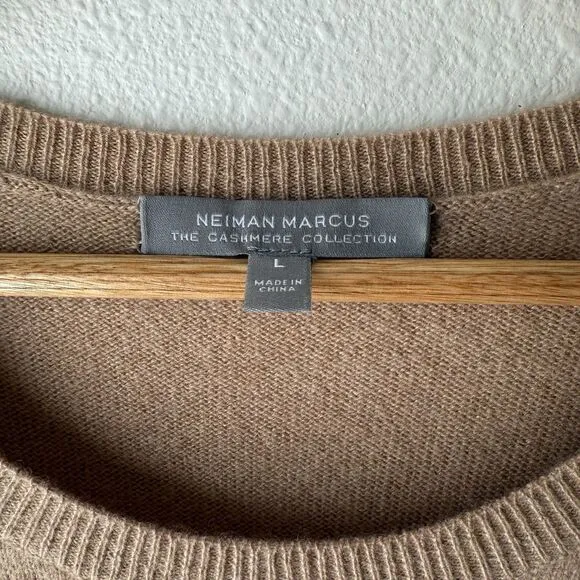 NEIMAN MARCUS
THE CASHMERE COLLECTION
L
MADE IN
CHINA